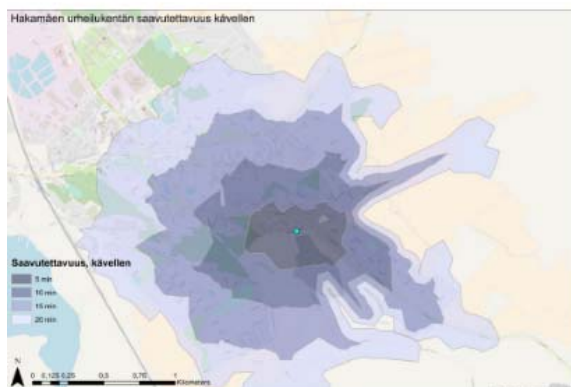 Hakamäen urheilukentän saavutettavuus kävellen
Saavutettavuus, kävellen
5 min
10 min
15 min
20 min
N
0 0,125 0,25 0,5 0,75 1
Kilometers